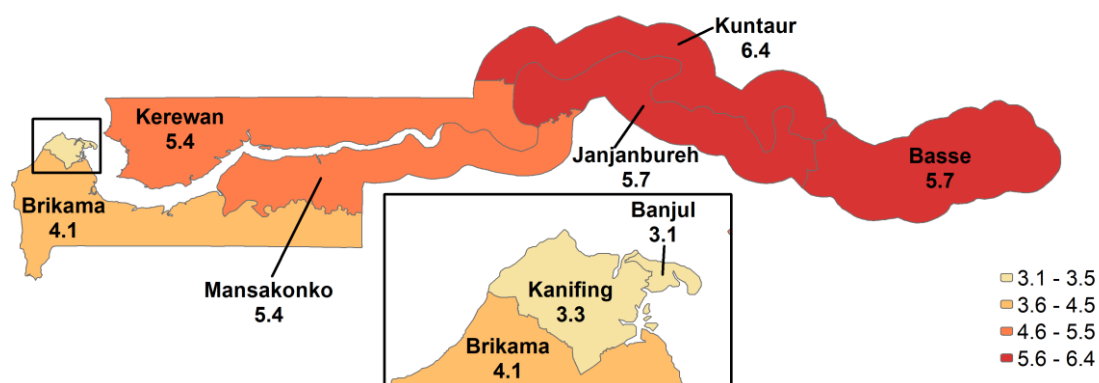 Kuntaur
6.4
Kerewan
5.4
Janjanbureh
5.7
Basse
5.7
Brikama
4.1
Mansakonko
5.4
Banjul
3.1
Kanifing
3.3
Brikama
4.1
3.1 - 3.5
3.6 - 4.5
4.6 - 5.5
5.6 - 6.4